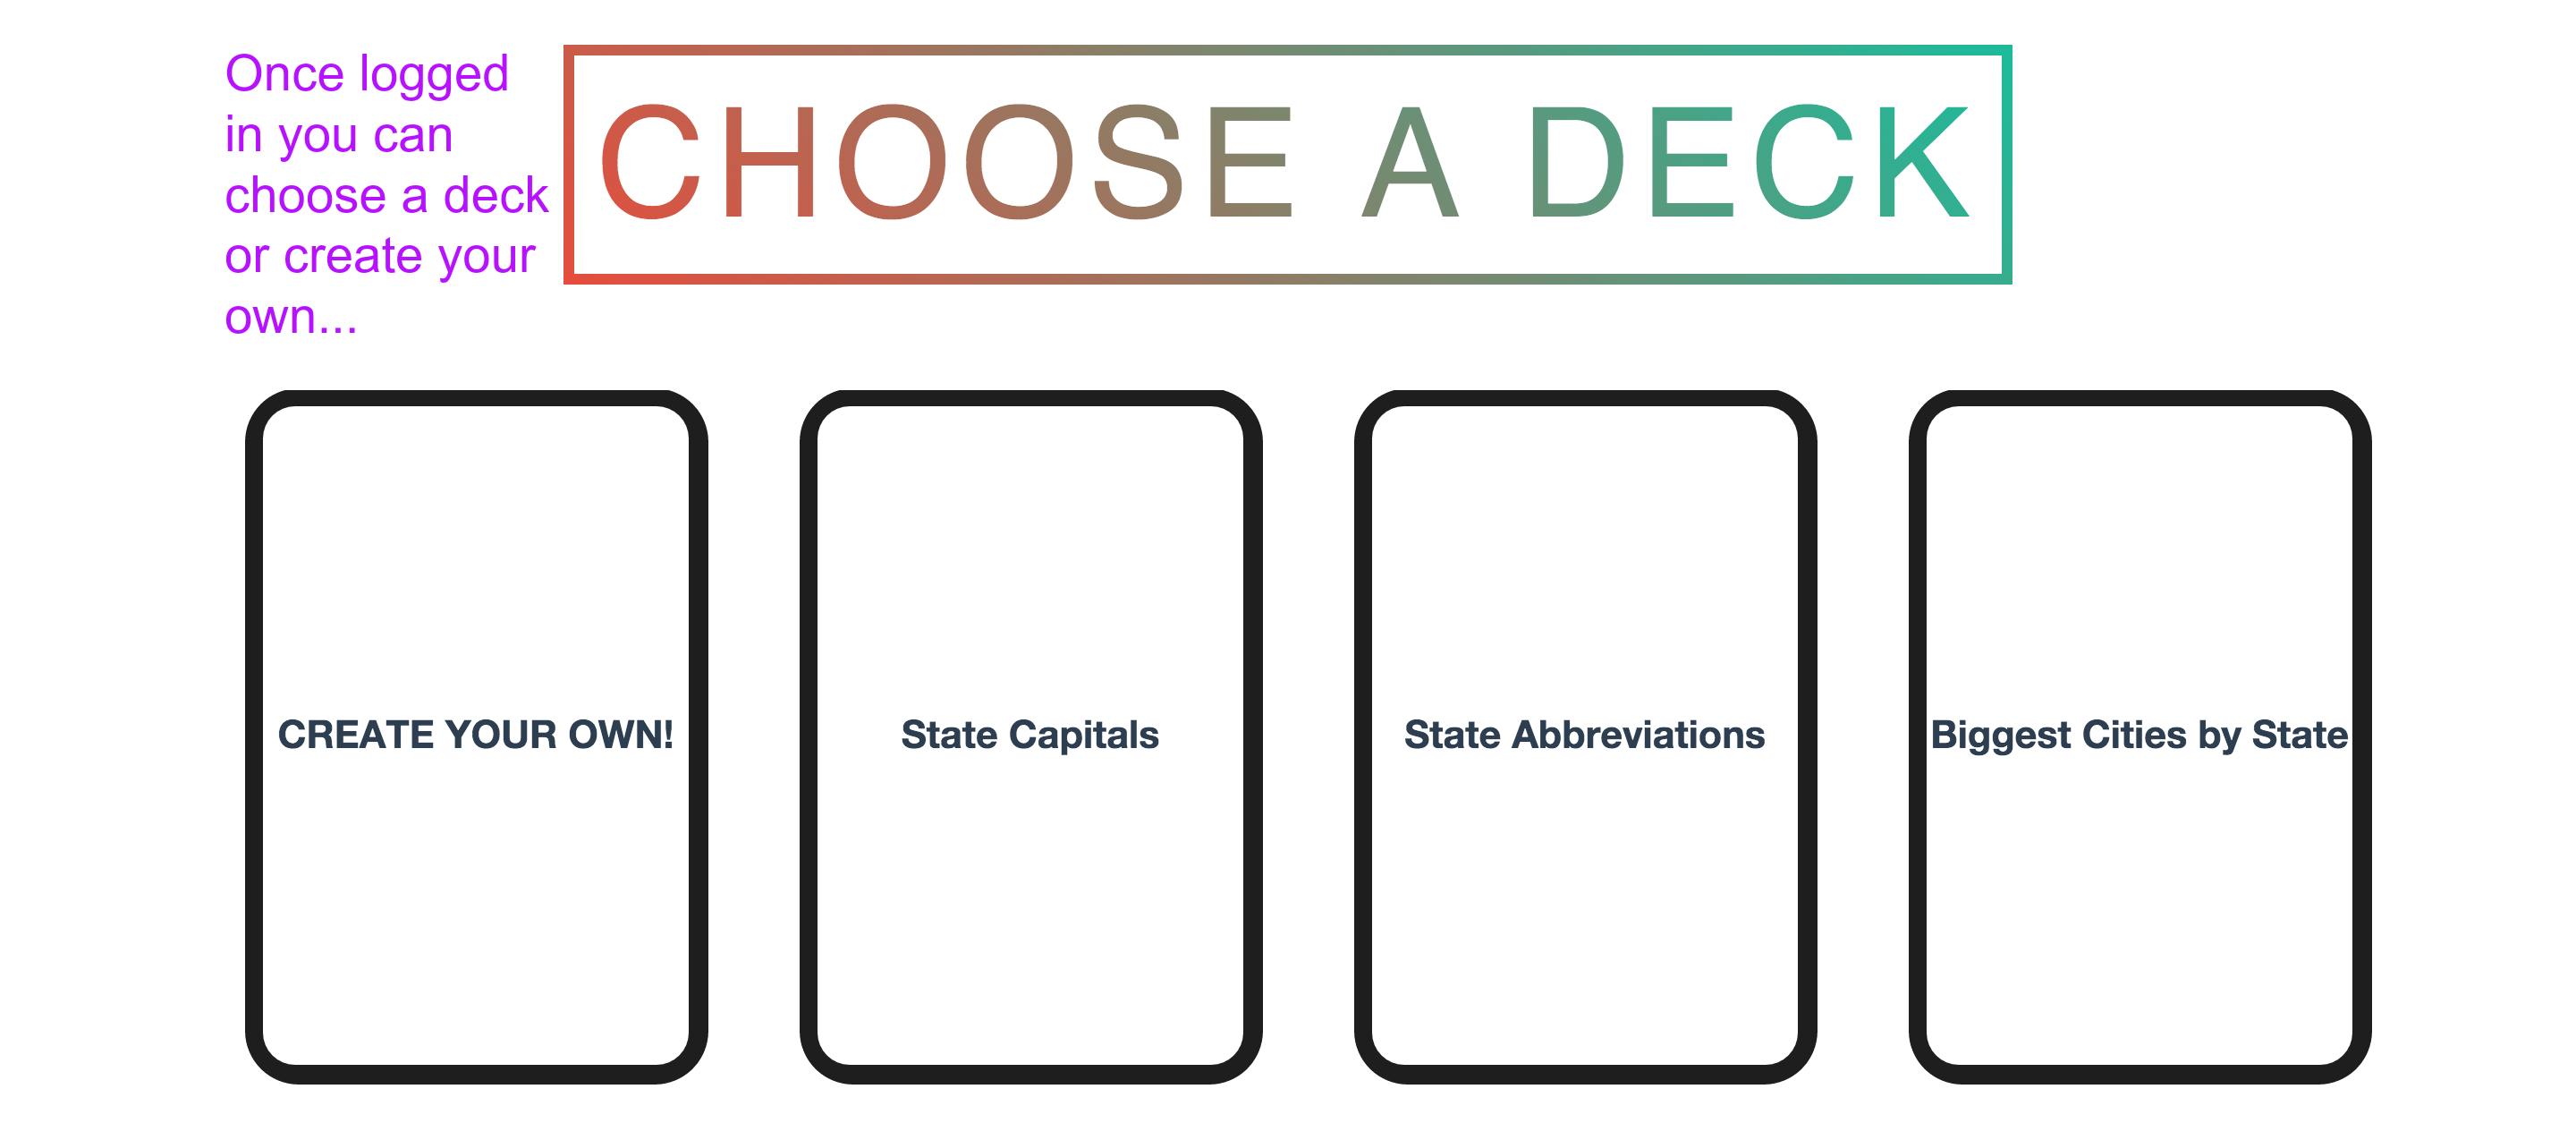 Once logged
in you can
choose a deck
or create your
own...
CHOOSE A DECK
CREATE YOUR OWN!
State Capitals
State Abbreviations
Biggest Cities by State